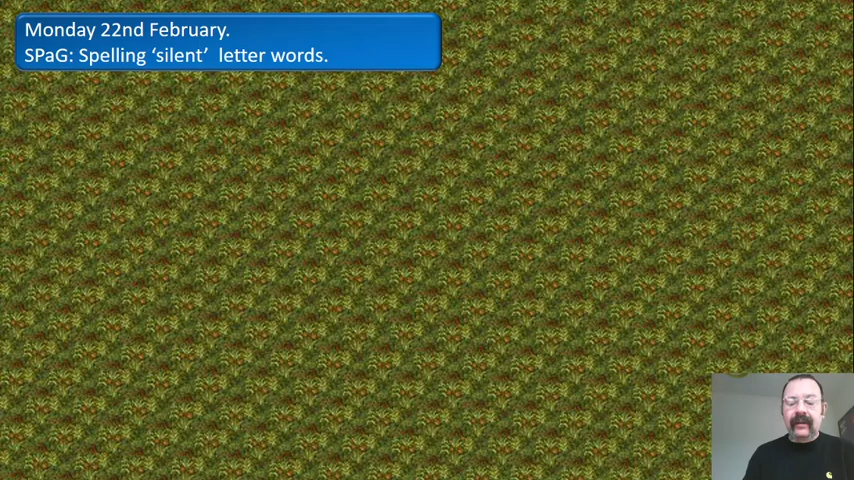 Monday 22nd February.
SPaG: Spelling ‘silent’ letter words.